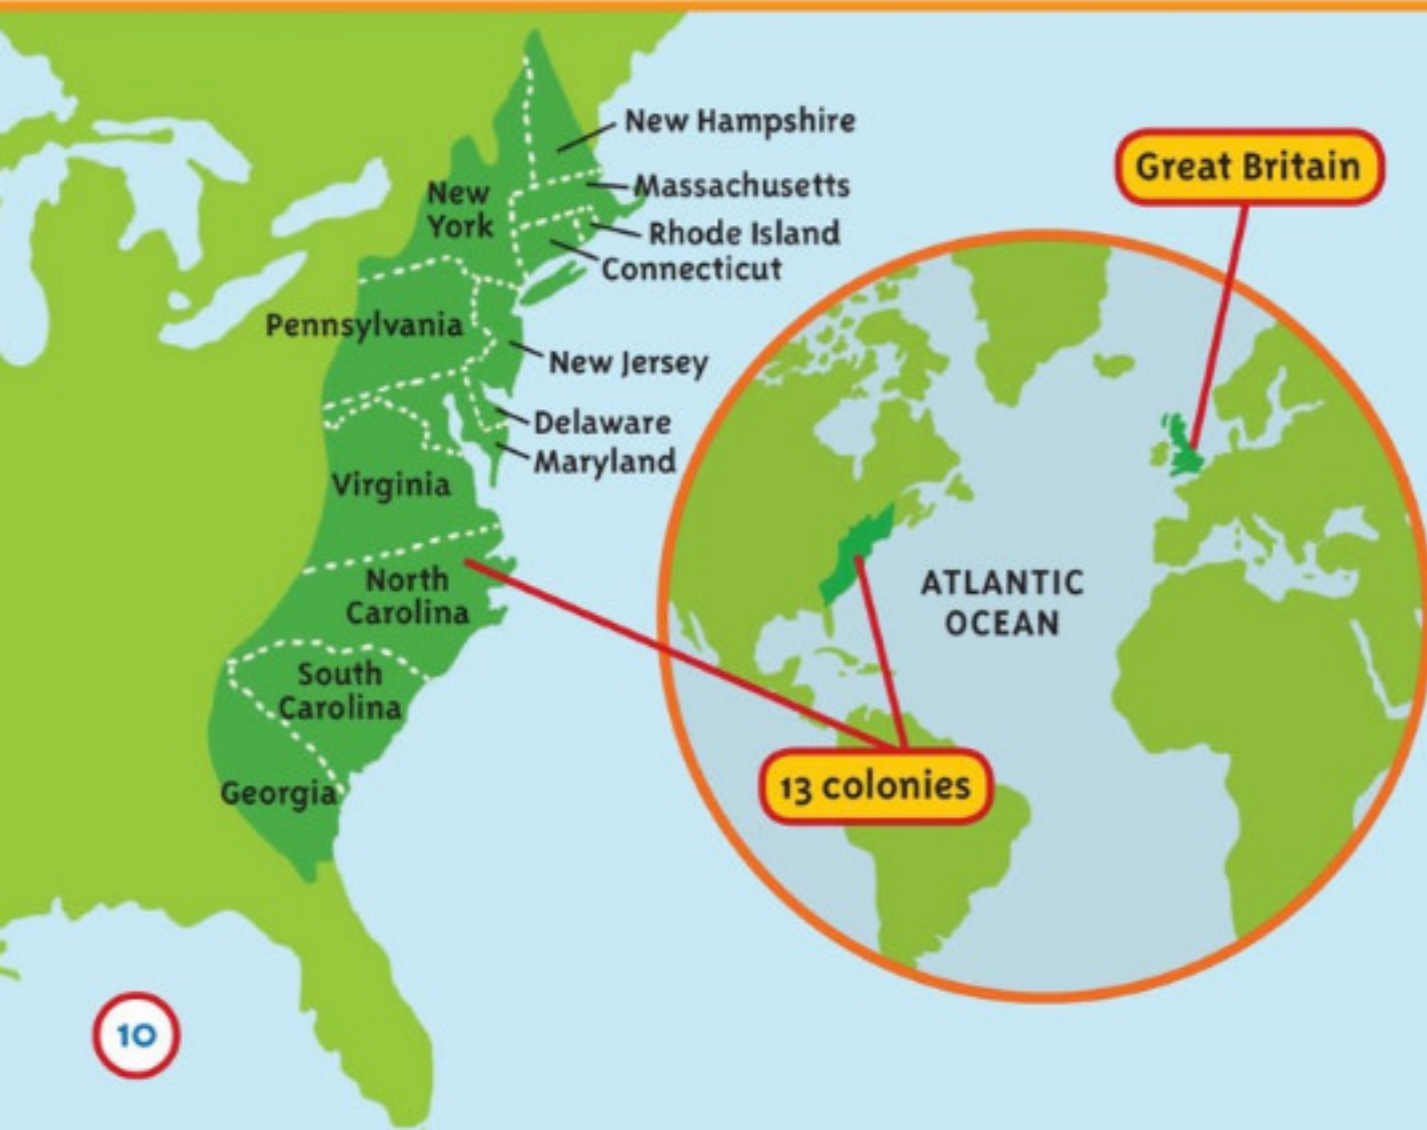 New Hampshire
Massachusetts
New
York
Rhode Island
Connecticut
Pennsylvania
New Jersey
Delaware
Maryland
Virginia
North
Carolina
South
Carolina
Georgia
Great Britain
ATLANTIC
OCEAN
13 colonies
10